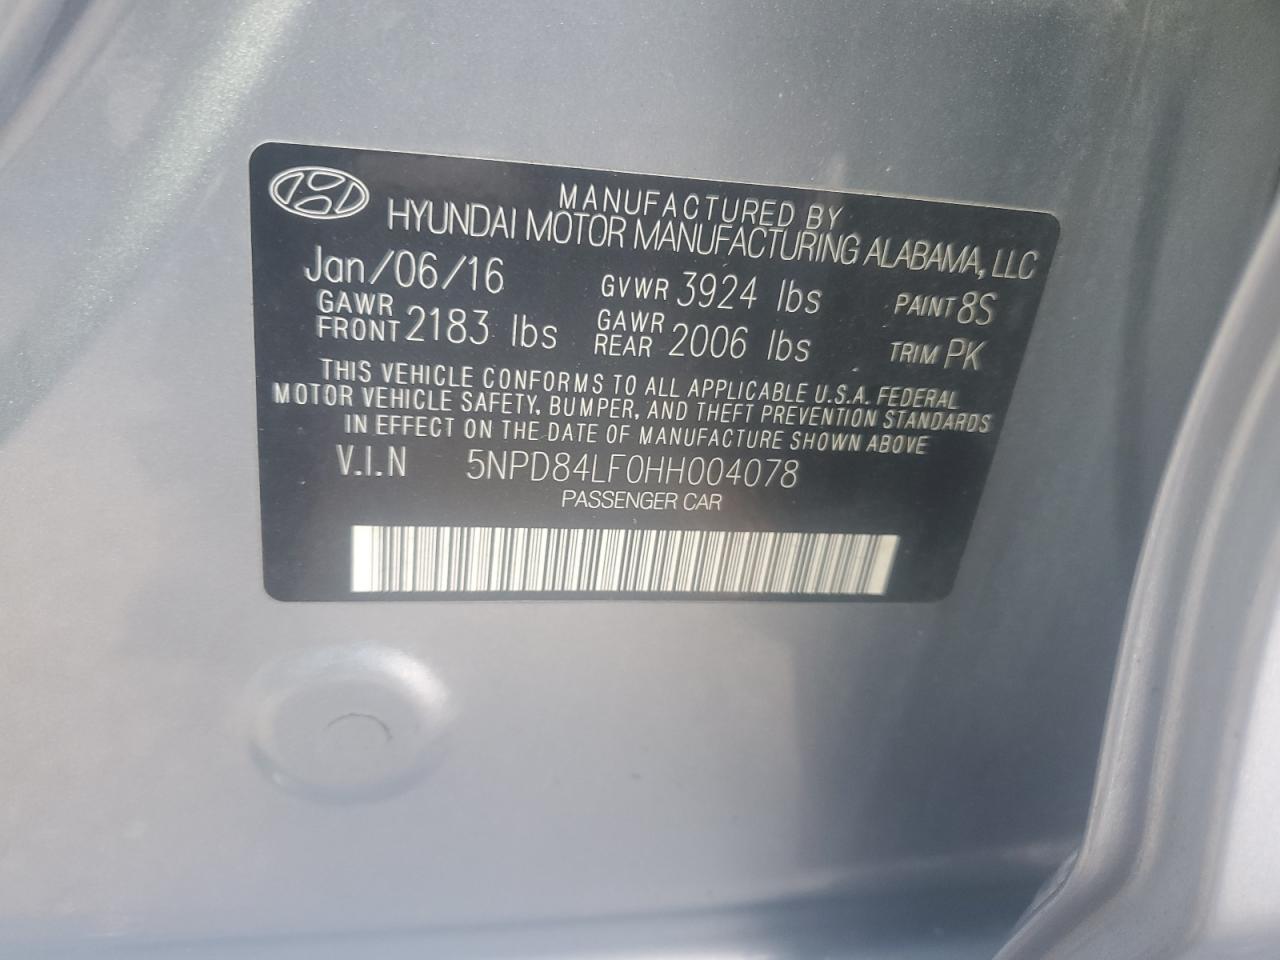 MANUFACTURED BY
HYUNDAI MOTOR MANUFACTURING ALABAMA, LLC
Jan/06/16 GVWR 3924 lbs PAINT 8S
GAWR FRONT 2183 lbs GAWR REAR 2006 lbs TRIM PK
THIS VEHICLE CONFORMS TO ALL APPLICABLE U.S.A. FEDERAL
MOTOR VEHICLE SAFETY, BUMPER, AND THEFT PREVENTION STANDARDS
IN EFFECT ON THE DATE OF MANUFACTURE SHOWN ABOVE
V.I.N 5NPD84LF0HH004078
PASSENGER CAR